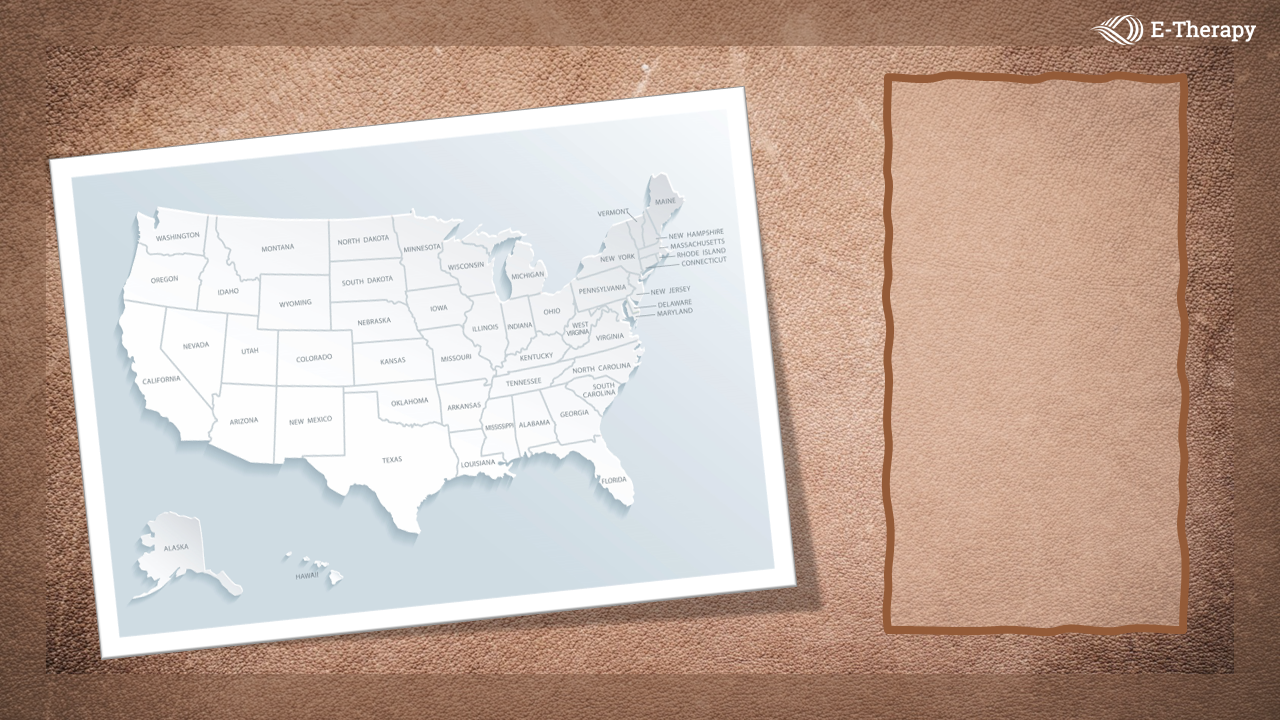 E-Therapy
MAINE
VERMONT
WASHINGTON
NEW HAMPSHIRE
MONTANA
NORTH DAKOTA
MINNESOTA
MASSACHUSETTS
RHODE ISLAND
CONNECTICUT
NEW YORK
WISCONSIN
MICHIGAN
OREGON
IDAHO
SOUTH DAKOTA
PENNSYLVANIA
NEW JERSEY
WYOMING
DELAWARE
MARYLAND
IOWA
OHIO
NEBRASKA
ILLINOIS
INDIANA
WEST
VIRGINIA
VIRGINIA
NEVADA
UTAH
COLORADO
KANSAS
MISSOURI
KENTUCKY
NORTH CAROLINA
CALIFORNIA
TENNESSEE
SOUTH
CAROLINA
OKLAHOMA
ARKANSAS
ARIZONA
NEW MEXICO
MISSISSIPPI
ALABAMA
GEORGIA
TEXAS
LOUISIANA
FLORIDA
ALASKA
HAWAII